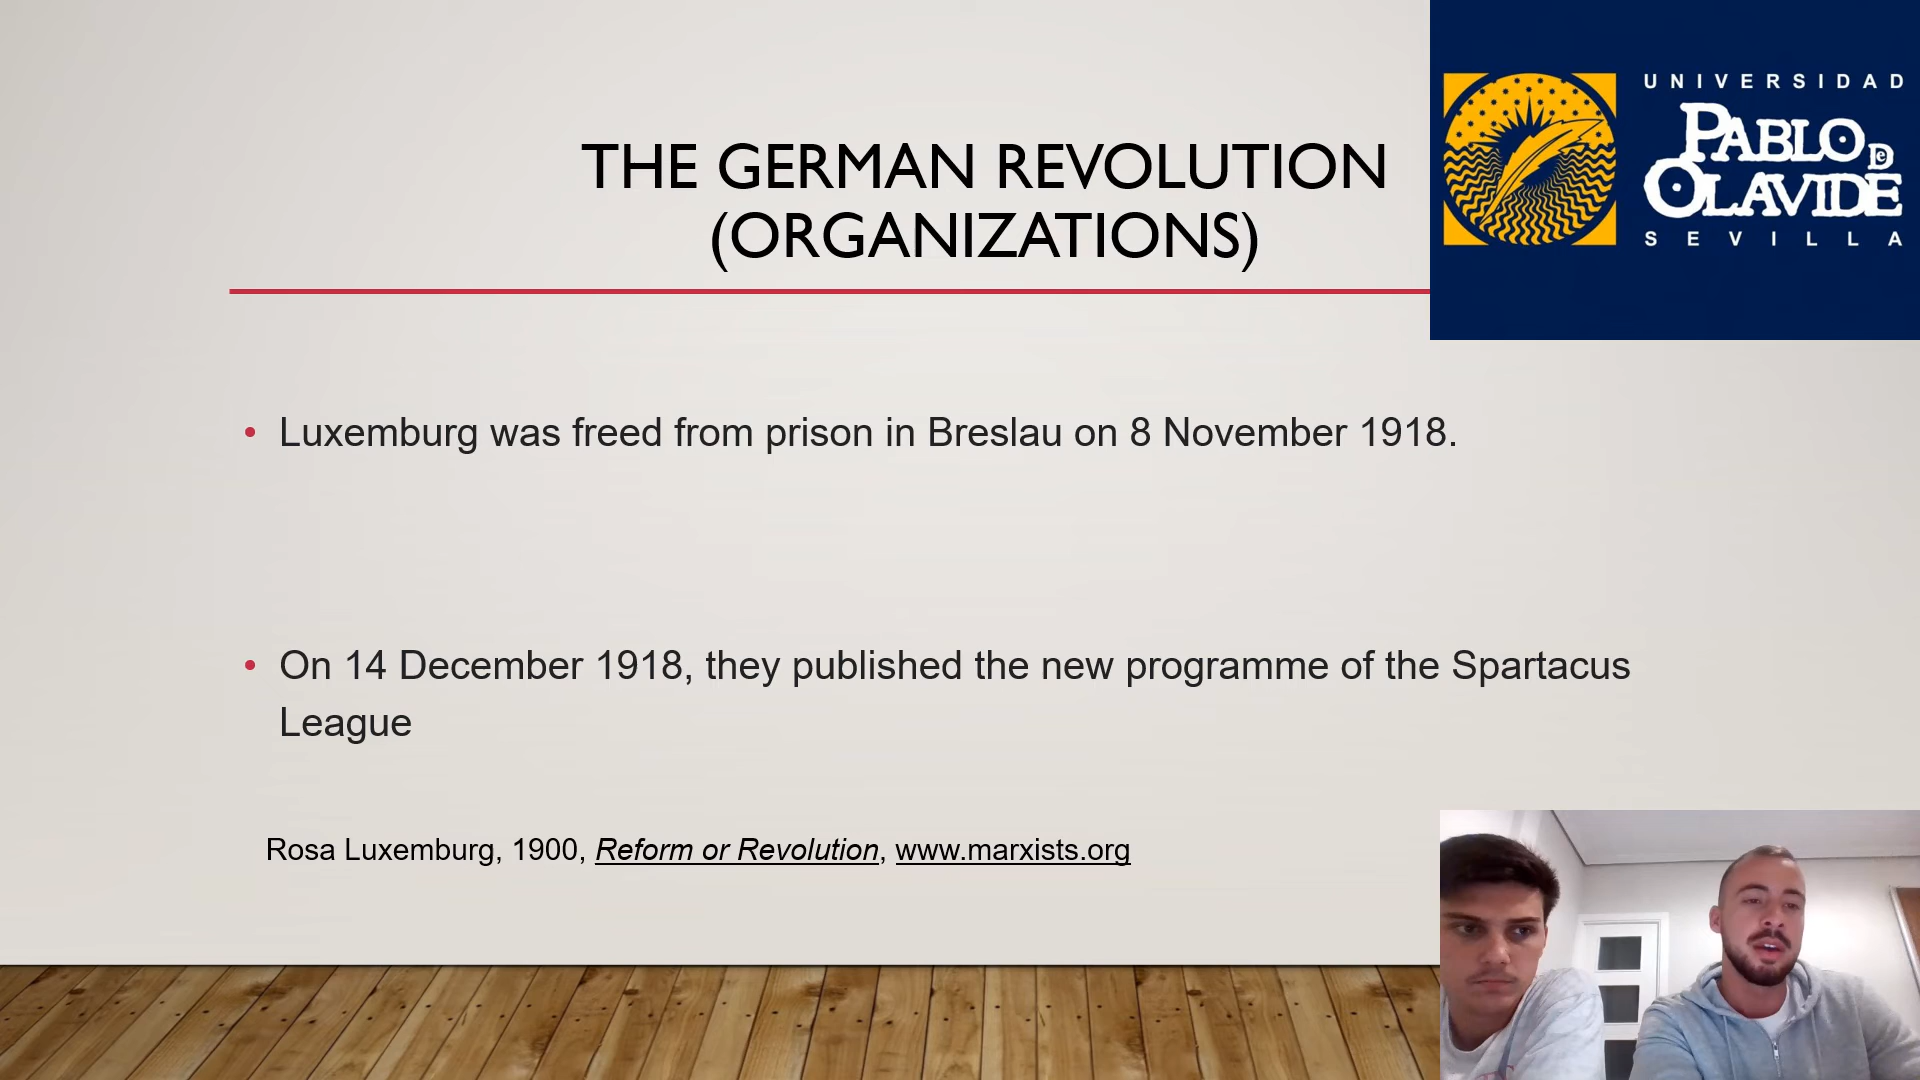 THE GERMAN REVOLUTION
(ORGANIZATIONS)
UNIVERSIDAD
PABLO DE
OLAVIDE
SEVILLA
• Luxemburg was freed from prison in Breslau on 8 November 1918.
• On 14 December 1918, they published the new programme of the Spartacus
League
Rosa Luxemburg, 1900, Reform or Revolution, www.marxists.org